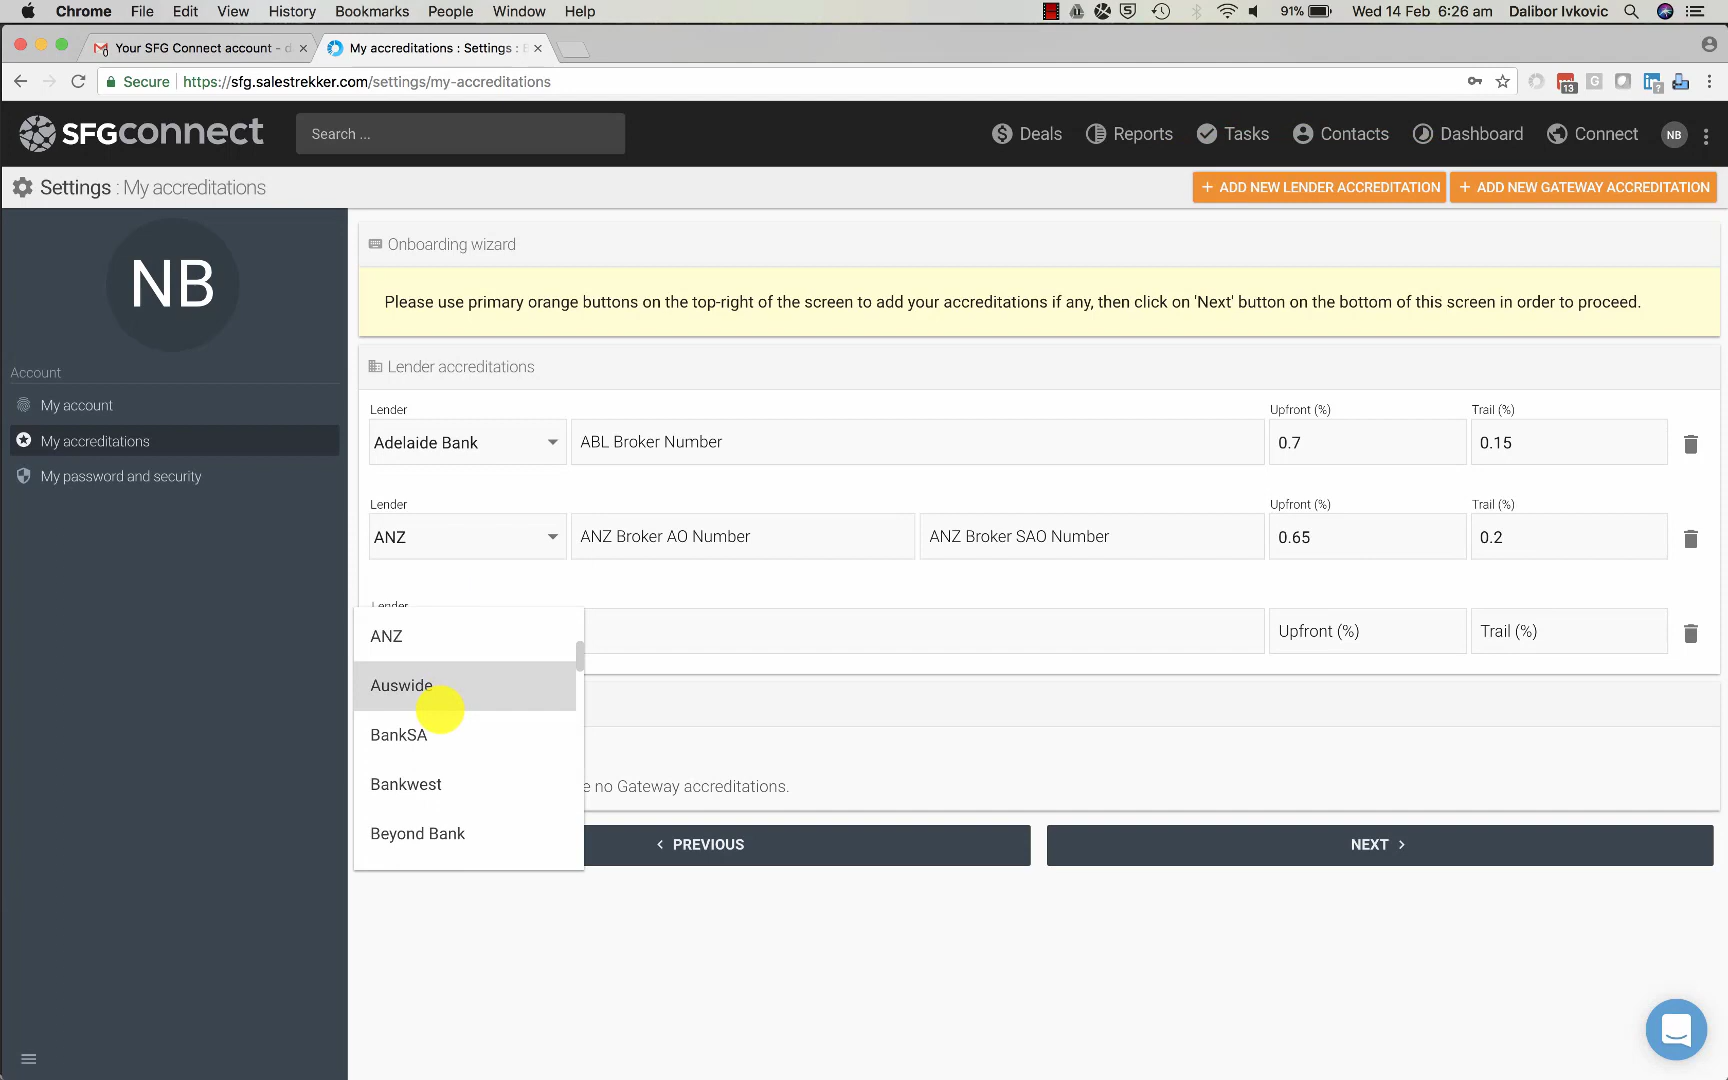 Chrome File Edit View History Bookmarks People Window Help 91% Wed 14 Feb 6:26 am Dalibor Ivkovic
Your SFG Connect account - d My accreditations : Settings :
Secure https://sfg.salestrekker.com/settings/my-accreditations 13
SFGconnect Search ... Deals Reports Tasks Contacts Dashboard Connect NB
Settings : My accreditations + ADD NEW LENDER ACCREDITATION + ADD NEW GATEWAY ACCREDITATION
NB
Account
My account
My accreditations
My password and security
Onboarding wizard
Please use primary orange buttons on the top-right of the screen to add your accreditations if any, then click on 'Next' button on the bottom of this screen in order to proceed.
Lender accreditations
Lender Upfront (%) Trail (%)
Adelaide Bank ABL Broker Number 0.7 0.15
Lender Upfront (%) Trail (%)
ANZ ANZ Broker AO Number ANZ Broker SAO Number 0.65 0.2
Lender
Upfront (%) Trail (%)
ANZ
Auswide
BankSA
Bankwest
Beyond Bank
e no Gateway accreditations.
PREVIOUS NEXT